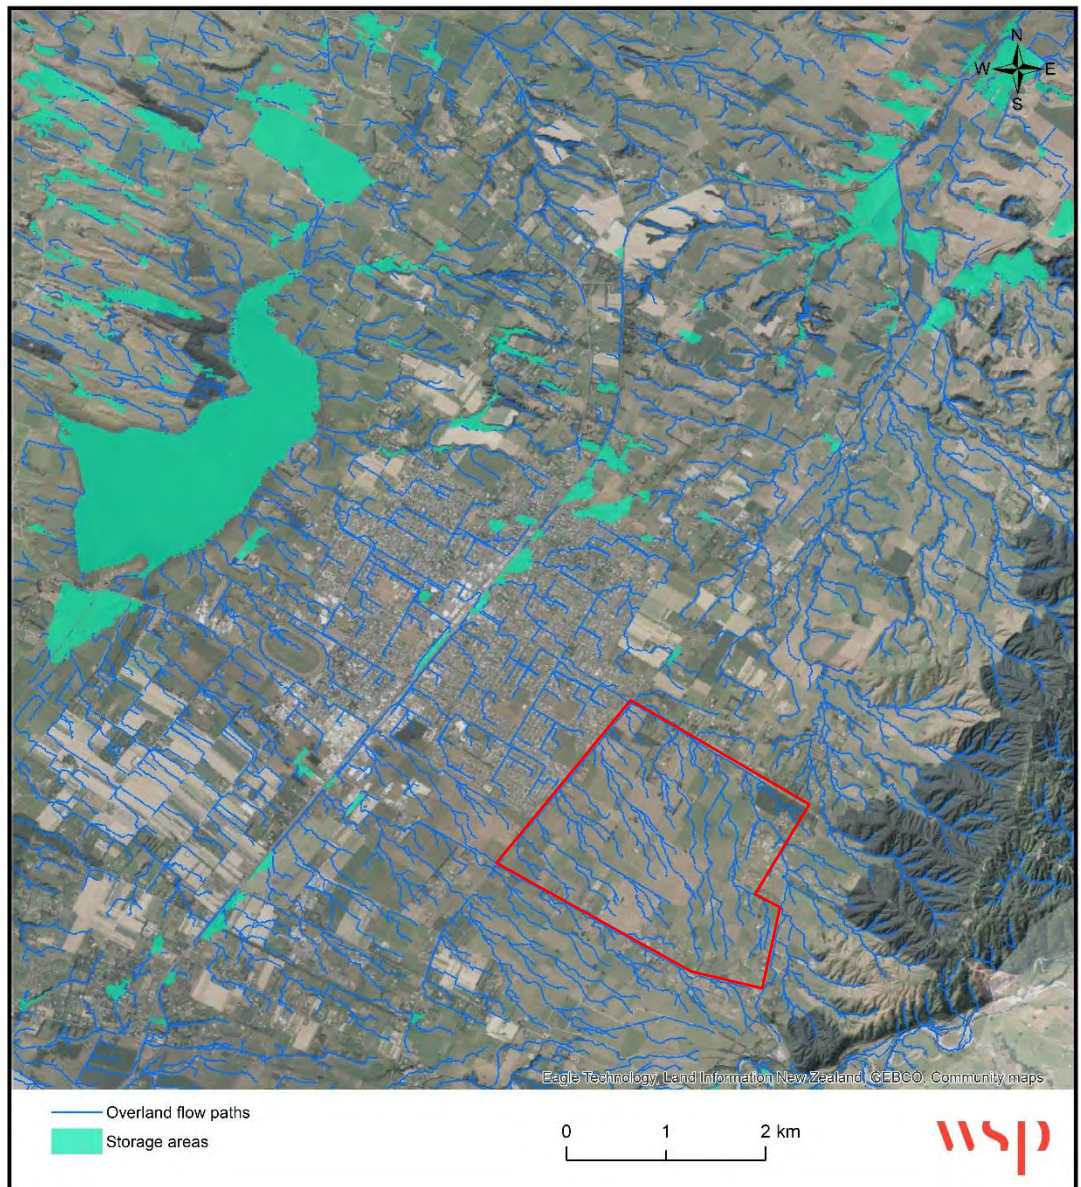 N
W E
S
Eagle Technology, Land Information New Zealand, GEBCO, Community maps
Overland flow paths
Storage areas
0 1 2 km
wsp